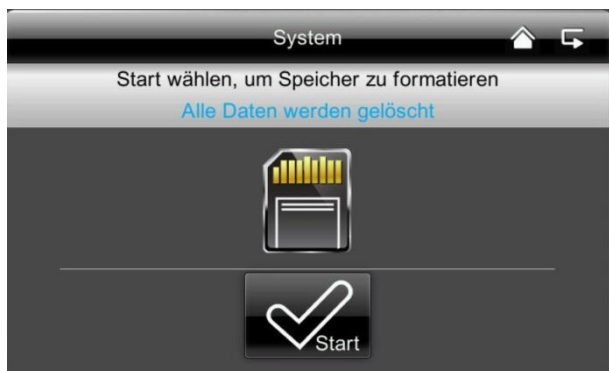 System
Start wählen, um Speicher zu formatieren
Alle Daten werden gelöscht
Start